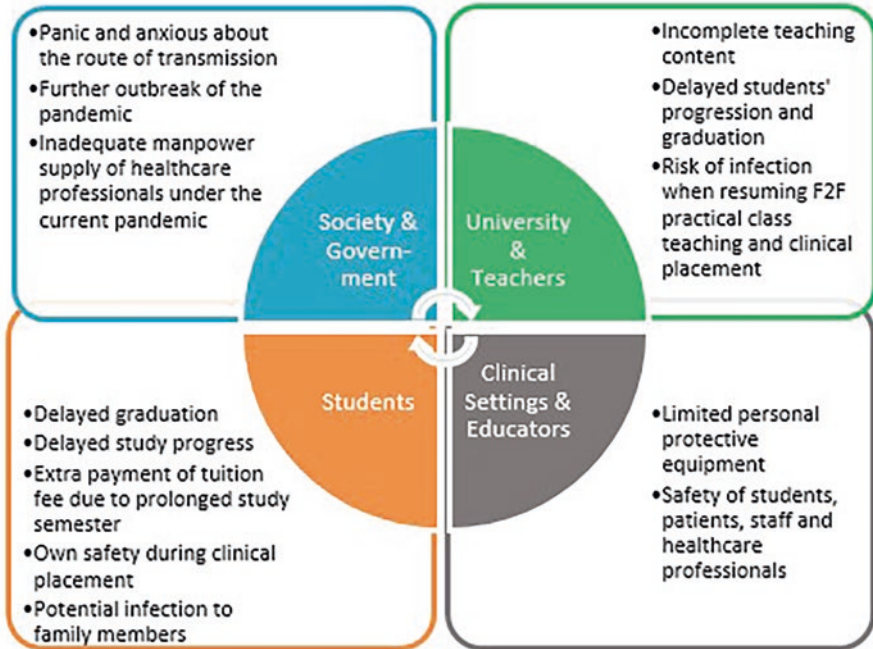 •Panic and anxious about
the route of transmission
•Further outbreak of the
pandemic
•Inadequate manpower
supply of healthcare
professionals under the
current pandemic
•Incomplete teaching
content
•Delayed students'
progression and
graduation
•Risk of infection
when resuming F2F
practical class
teaching and clinical
placement
Society &
Govern-
ment
University
&
Teachers
Students
Clinical
Settings &
Educators
•Delayed graduation
•Delayed study progress
•Extra payment of tuition
fee due to prolonged study
semester
•Own safety during clinical
placement
•Potential infection to
family members
•Limited personal
protective
equipment
•Safety of students,
patients, staff and
healthcare
professionals